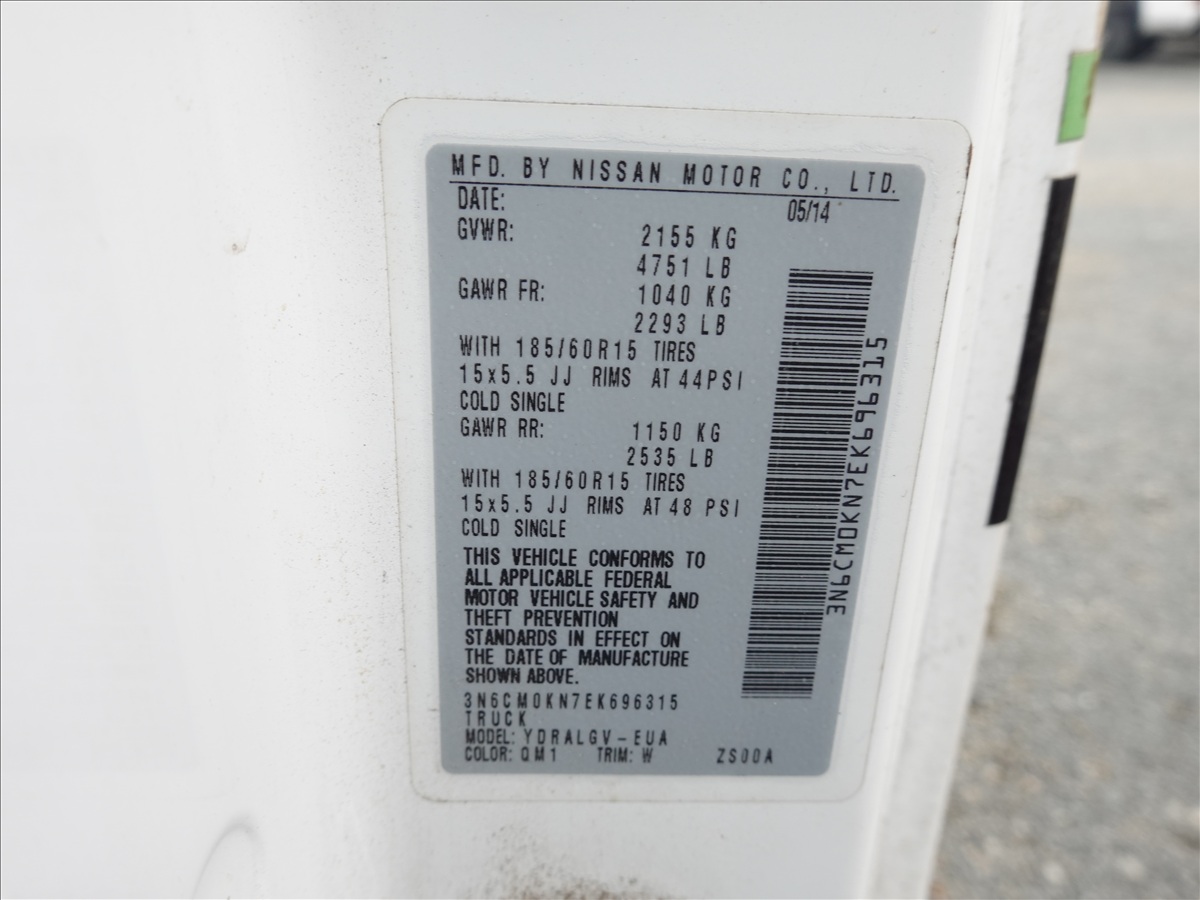 MFD. BY NISSAN MOTOR CO., LTD.
DATE: 05/14
GVWR: 2155 KG
4751 LB
GAWR FR: 1040 KG
2293 LB
WITH 185/60R15 TIRES
15x5.5 JJ RIMS AT 44PSI
COLD SINGLE
GAWR RR: 1150 KG
2535 LB
WITH 185/60R15 TIRES
15x5.5 JJ RIMS AT 48 PSI
COLD SINGLE
THIS VEHICLE CONFORMS TO
ALL APPLICABLE FEDERAL
MOTOR VEHICLE SAFETY AND
THEFT PREVENTION
STANDARDS IN EFFECT ON
THE DATE OF MANUFACTURE
SHOWN ABOVE.
3N6CM0KN7EK696315
TRUCK
MODEL: YDRALGV-EUA
COLOR: QM1 TRIM: W ZS00A
3N6CM0KN7EK696315